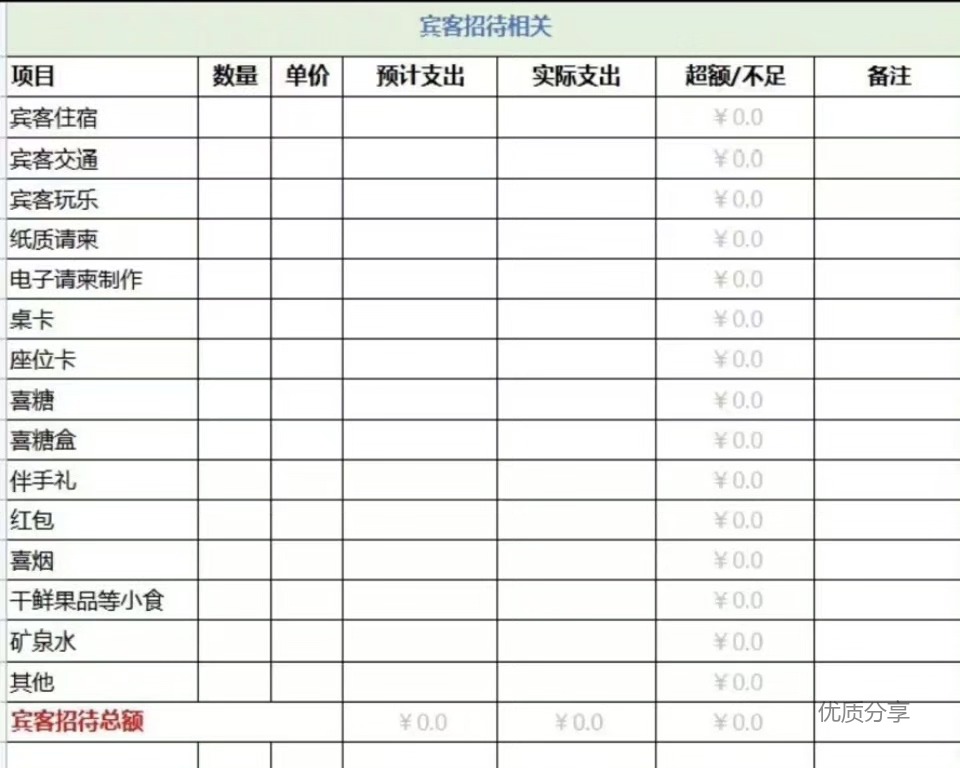 宾客招待相关
项目 数量 单价 预计支出 实际支出 超额/不足 备注
宾客住宿 ¥0.0
宾客交通 ¥0.0
宾客玩乐 ¥0.0
纸质请柬 ¥0.0
电子请柬制作 ¥0.0
桌卡 ¥0.0
座位卡 ¥0.0
喜糖 ¥0.0
喜糖盒 ¥0.0
伴手礼 ¥0.0
红包 ¥0.0
喜烟 ¥0.0
干鲜果品等小食 ¥0.0
矿泉水 ¥0.0
其他 ¥0.0
宾客招待总额 ¥0.0 ¥0.0 ¥0.0 优质分享